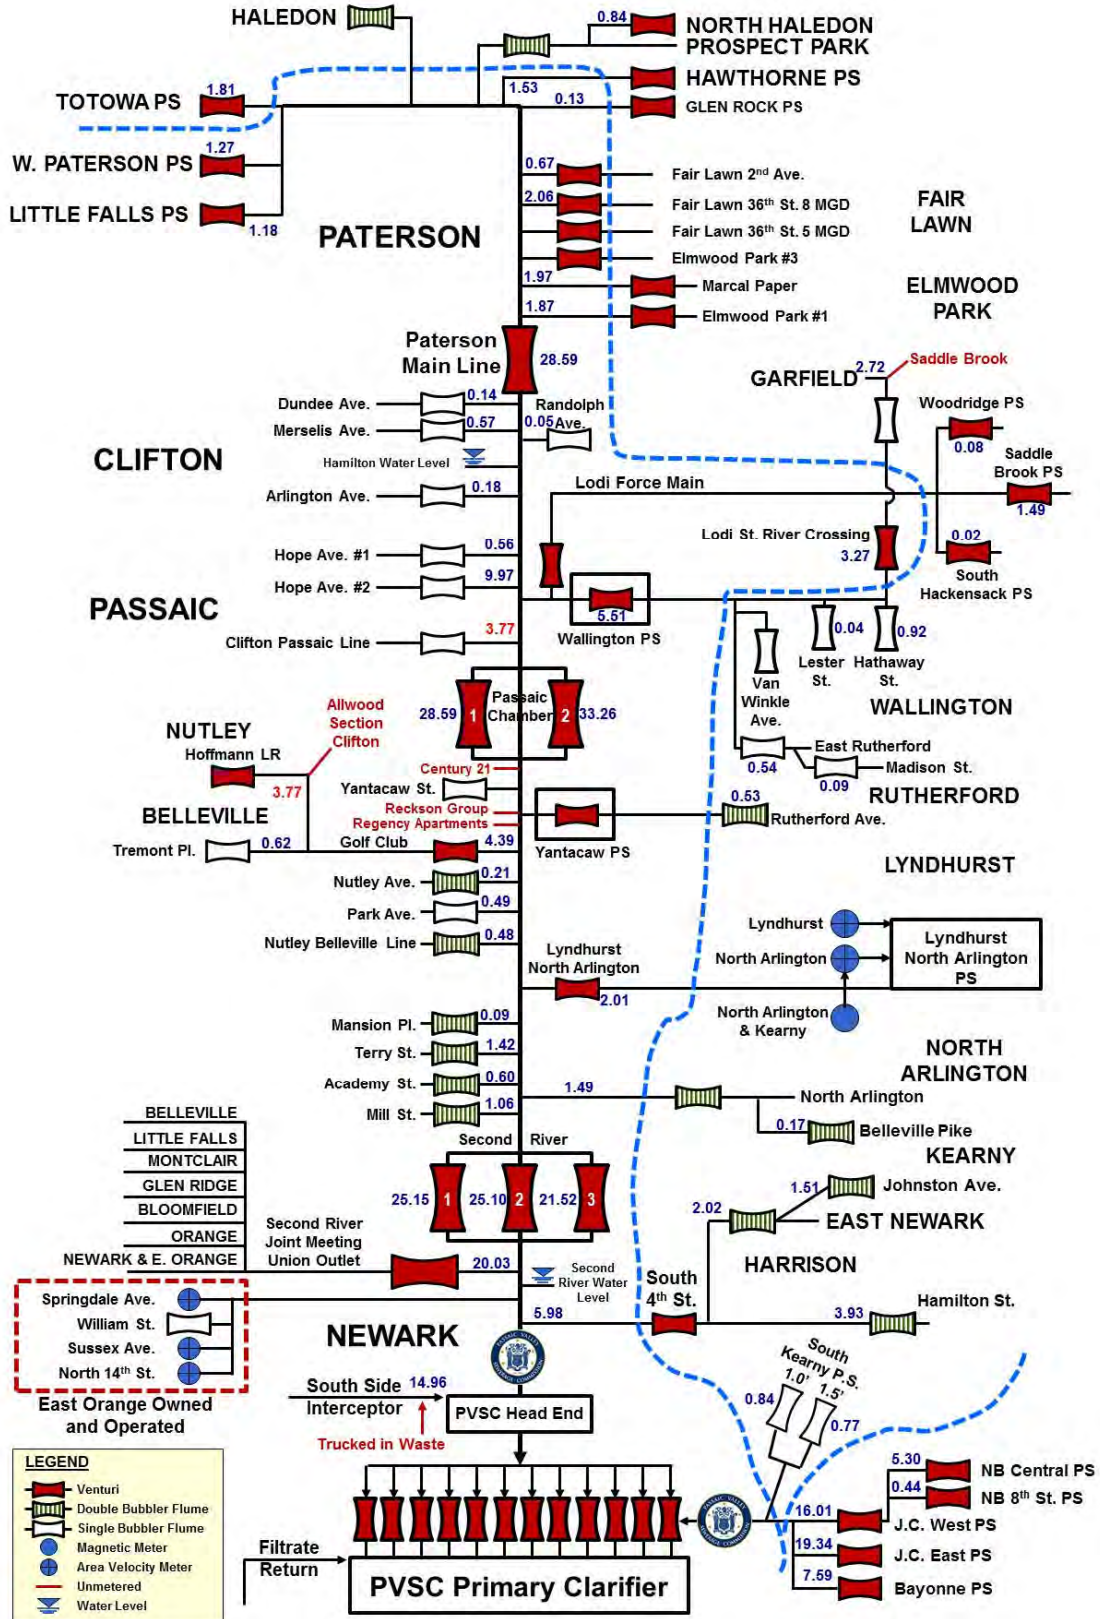 HALEDON
0.84
NORTH HALEDON
PROSPECT PARK
HAWTHORNE PS
1.53
GLEN ROCK PS
0.13
TOTOWA PS
1.81
W. PATERSON PS
1.27
LITTLE FALLS PS
1.18
PATERSON
0.67
Fair Lawn 2nd Ave.
2.06
Fair Lawn 36th St. 8 MGD
Fair Lawn 36th St. 5 MGD
Elmwood Park #3
1.97
Marcal Paper
1.87
Elmwood Park #1
FAIR
LAWN
ELMWOOD
PARK
Paterson
Main Line
28.59
GARFIELD
2.72
Saddle Brook
Dundee Ave.
0.14
Merselis Ave.
0.57
0.05
Randolph
Ave.
Woodridge PS
0.08
Saddle
Brook PS
1.49
CLIFTON
Hamilton Water Level
Arlington Ave.
0.18
Lodi Force Main
Lodi St. River Crossing
3.27
0.02
South
Hackensack PS
Hope Ave. #1
0.56
Hope Ave. #2
9.97
PASSAIC
5.51
Wallington PS
Clifton Passaic Line
3.77
0.04
Lester
St.
0.92
Hathaway
St.
Van
Winkle
Ave.
WALLINGTON
28.59
1
Passaic
Chamber
2
33.26
Allwood
Section
Clifton
NUTLEY
Hoffmann LR
3.77
East Rutherford
0.54
Madison St.
0.09
RUTHERFORD
Century 21
Yantacaw St.
Reckson Group
Regency Apartments
0.53
Rutherford Ave.
Yantacaw PS
BELLEVILLE
Tremont Pl.
0.62
Golf Club
4.39
LYNDHURST
Nutley Ave.
0.21
Park Ave.
0.49
Nutley Belleville Line
0.48
Lyndhurst
North Arlington
2.01
Lyndhurst
North Arlington
North Arlington
& Kearny
Lyndhurst
North Arlington
PS
Mansion Pl.
0.09
Terry St.
1.42
Academy St.
0.60
Mill St.
1.06
NORTH
ARLINGTON
1.49
North Arlington
0.17
Belleville Pike
KEARNY
1.51
Johnston Ave.
2.02
EAST NEWARK
HARRISON
BELLEVILLE
LITTLE FALLS
MONTCLAIR
GLEN RIDGE
BLOOMFIELD
ORANGE
NEWARK & E. ORANGE
Second River
25.15
1
25.10
2
21.52
3
Second River
Joint Meeting
Union Outlet
20.03
Second
River Water
Level
South
4th St.
5.98
3.93
Hamilton St.
Springdale Ave.
William St.
Sussex Ave.
North 14th St.
East Orange Owned
and Operated
NEWARK
South Side
Interceptor
14.96
Trucked in Waste
PVSC Head End
South
Kearny P.S.
1.0'
1.5'
0.84
0.77
5.30
NB Central PS
0.44
NB 8th St. PS
16.01
J.C. West PS
19.34
J.C. East PS
7.59
Bayonne PS
Filtrate
Return
PVSC Primary Clarifier
LEGEND
Venturi
Double Bubbler Flume
Single Bubbler Flume
Magnetic Meter
Area Velocity Meter
Unmetered
Water Level